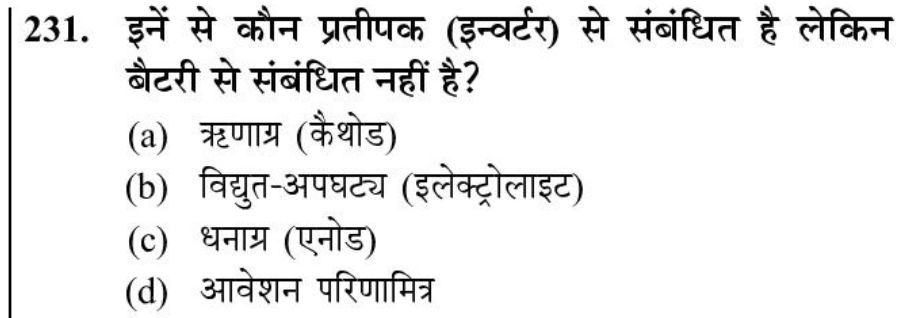 231. इनें से कौन प्रतीपक (इन्वर्टर) से संबंधित है लेकिन
बैटरी से संबंधित नहीं है?
(a) ऋणाग्र (कैथोड)
(b) विद्युत-अपघट्य (इलेक्ट्रोलाइट)
(c) धनाग्र (एनोड)
(d) आवेशन परिणामित्र